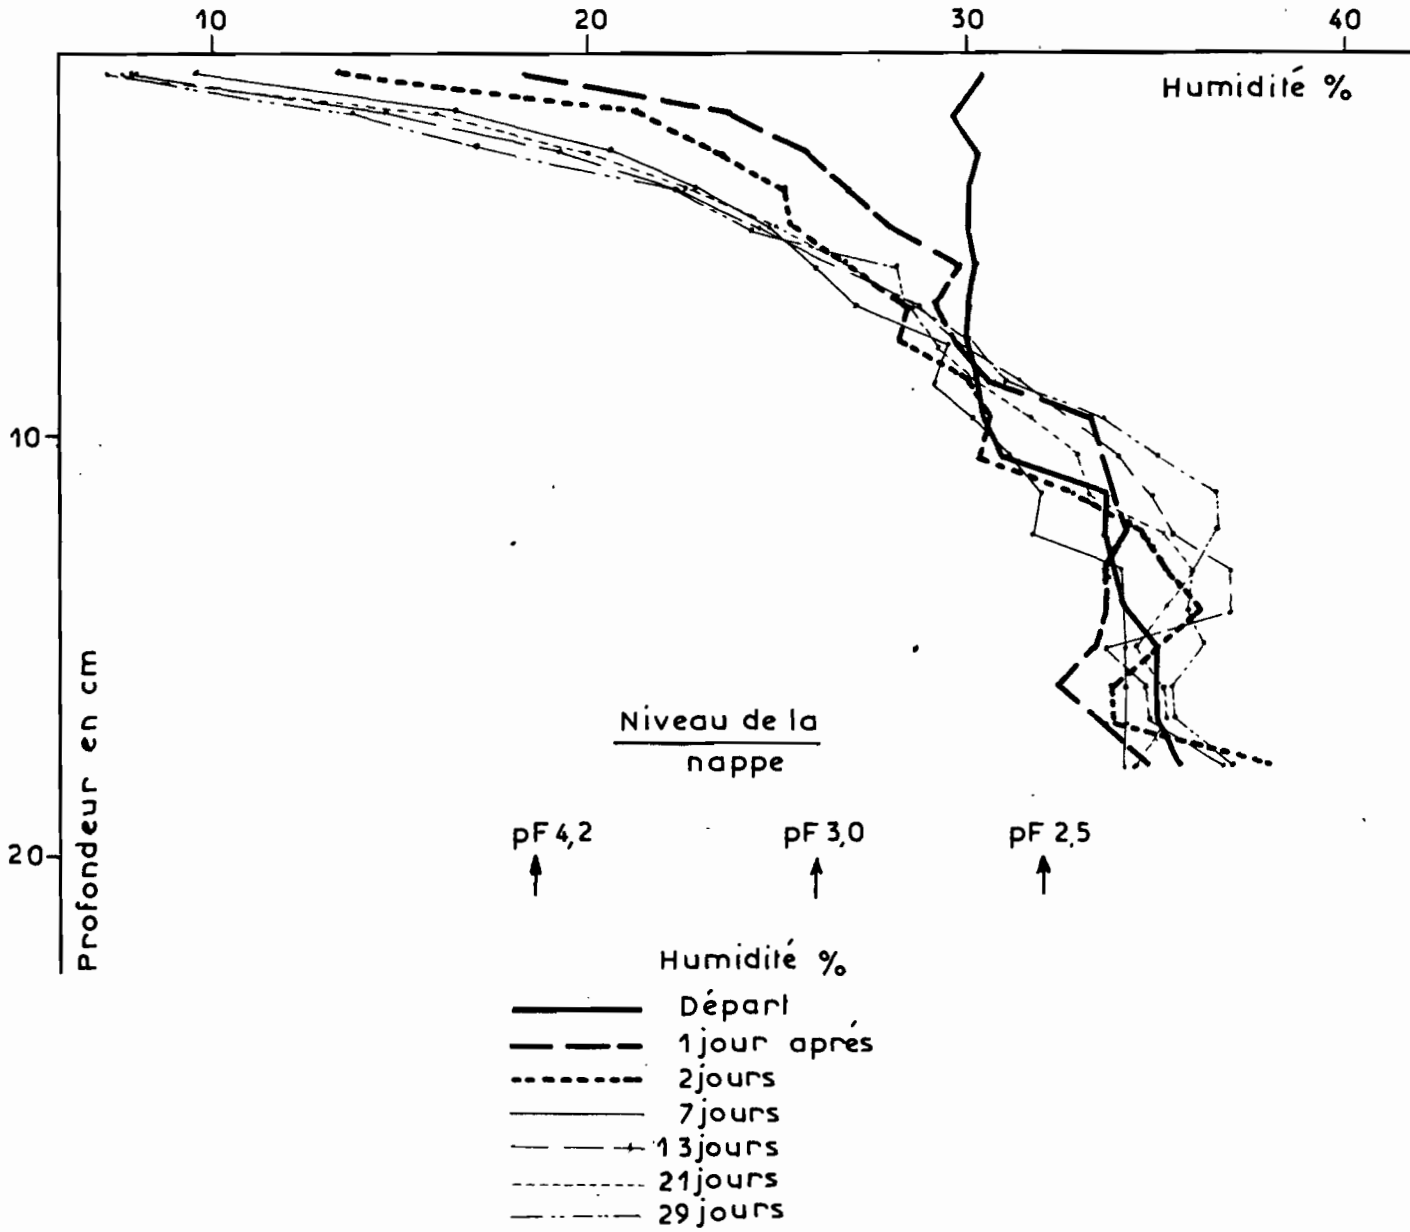 10 20 30 40
Humidité %
10
Profondeur en cm
Niveau de la
nappe
pF 4,2 pF 3,0 pF 2,5
20
Humidité %
Départ
1 jour aprés
2 jours
7 jours
13 jours
21 jours
29 jours